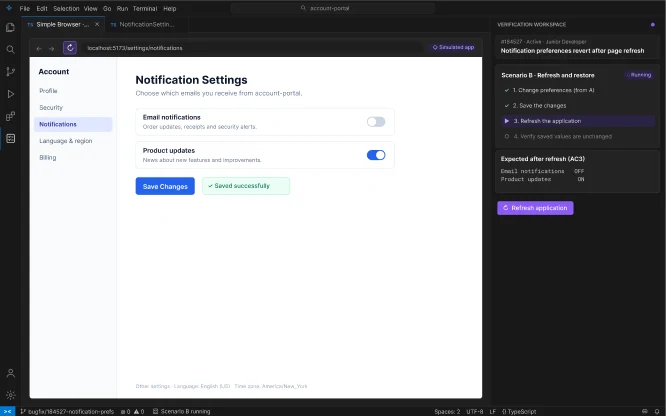 File Edit Selection View Go Run Terminal Help
account-portal
TS Simple Browser -... ×
TS NotificationSettin...
localhost:5173/settings/notifications
Simulated app
Account
Profile
Security
Notifications
Language & region
Billing
Notification Settings
Choose which emails you receive from account-portal.
Email notifications
Order updates, receipts and security alerts.
Product updates
News about new features and improvements.
Save Changes
✓ Saved successfully
Other settings · Language: English (US) · Time zone: America/New_York
VERIFICATION WORKSPACE
#184527 · Active · Junior Developer
Notification preferences revert after page refresh
Scenario B · Refresh and restore
Running
✓ 1. Change preferences (from A)
✓ 2. Save the changes
3. Refresh the application
4. Verify saved values are unchanged
Expected after refresh (AC3)
Email notifications OFF
Product updates ON
Refresh application
bugfix/184527-notification-prefs 0 0 Scenario B running
Spaces: 2 UTF-8 LF {} TypeScript